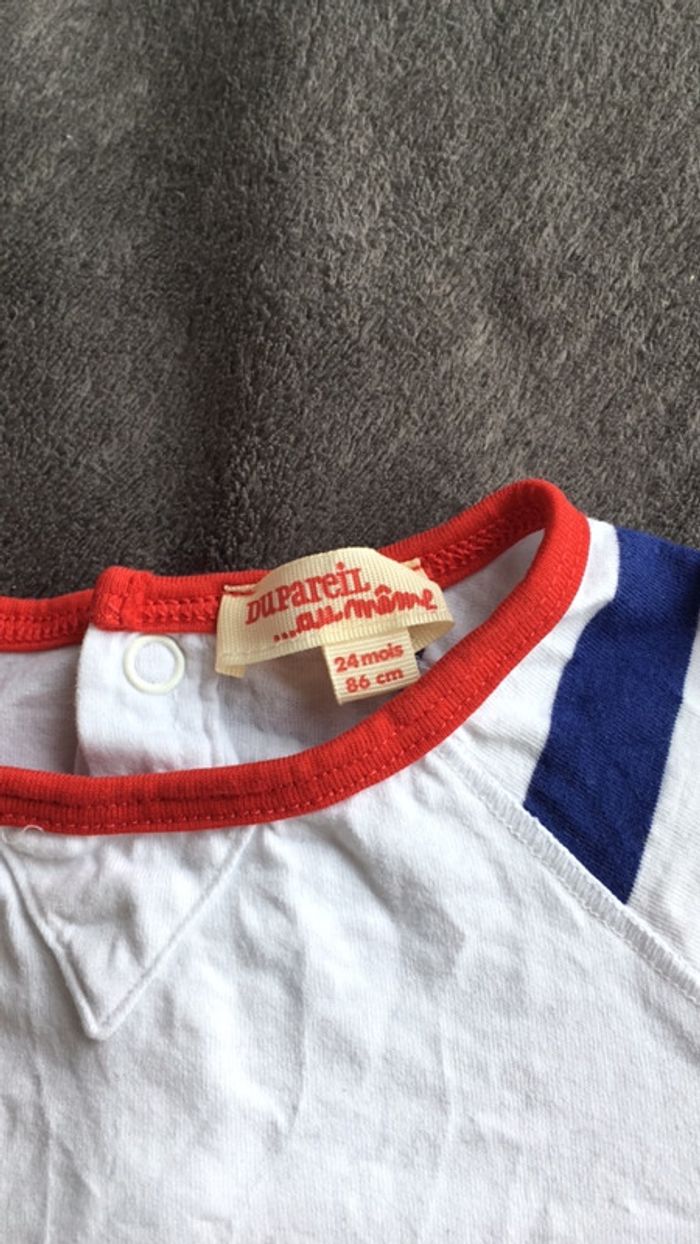 DUPAREIL
...au même
24 mois
86 cm